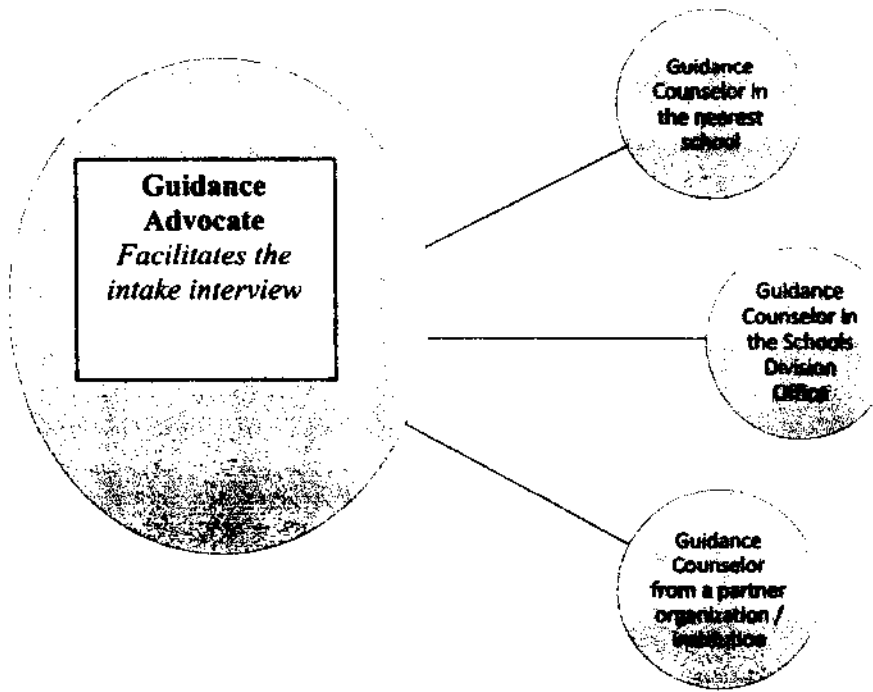 Guidance
Advocate
Facilitates the
intake interview
Guidance
Counselor in
the nearest
school
Guidance
Counselor in
the Schools
Division
Office
Guidance
Counselor
from a partner
organization /
institution